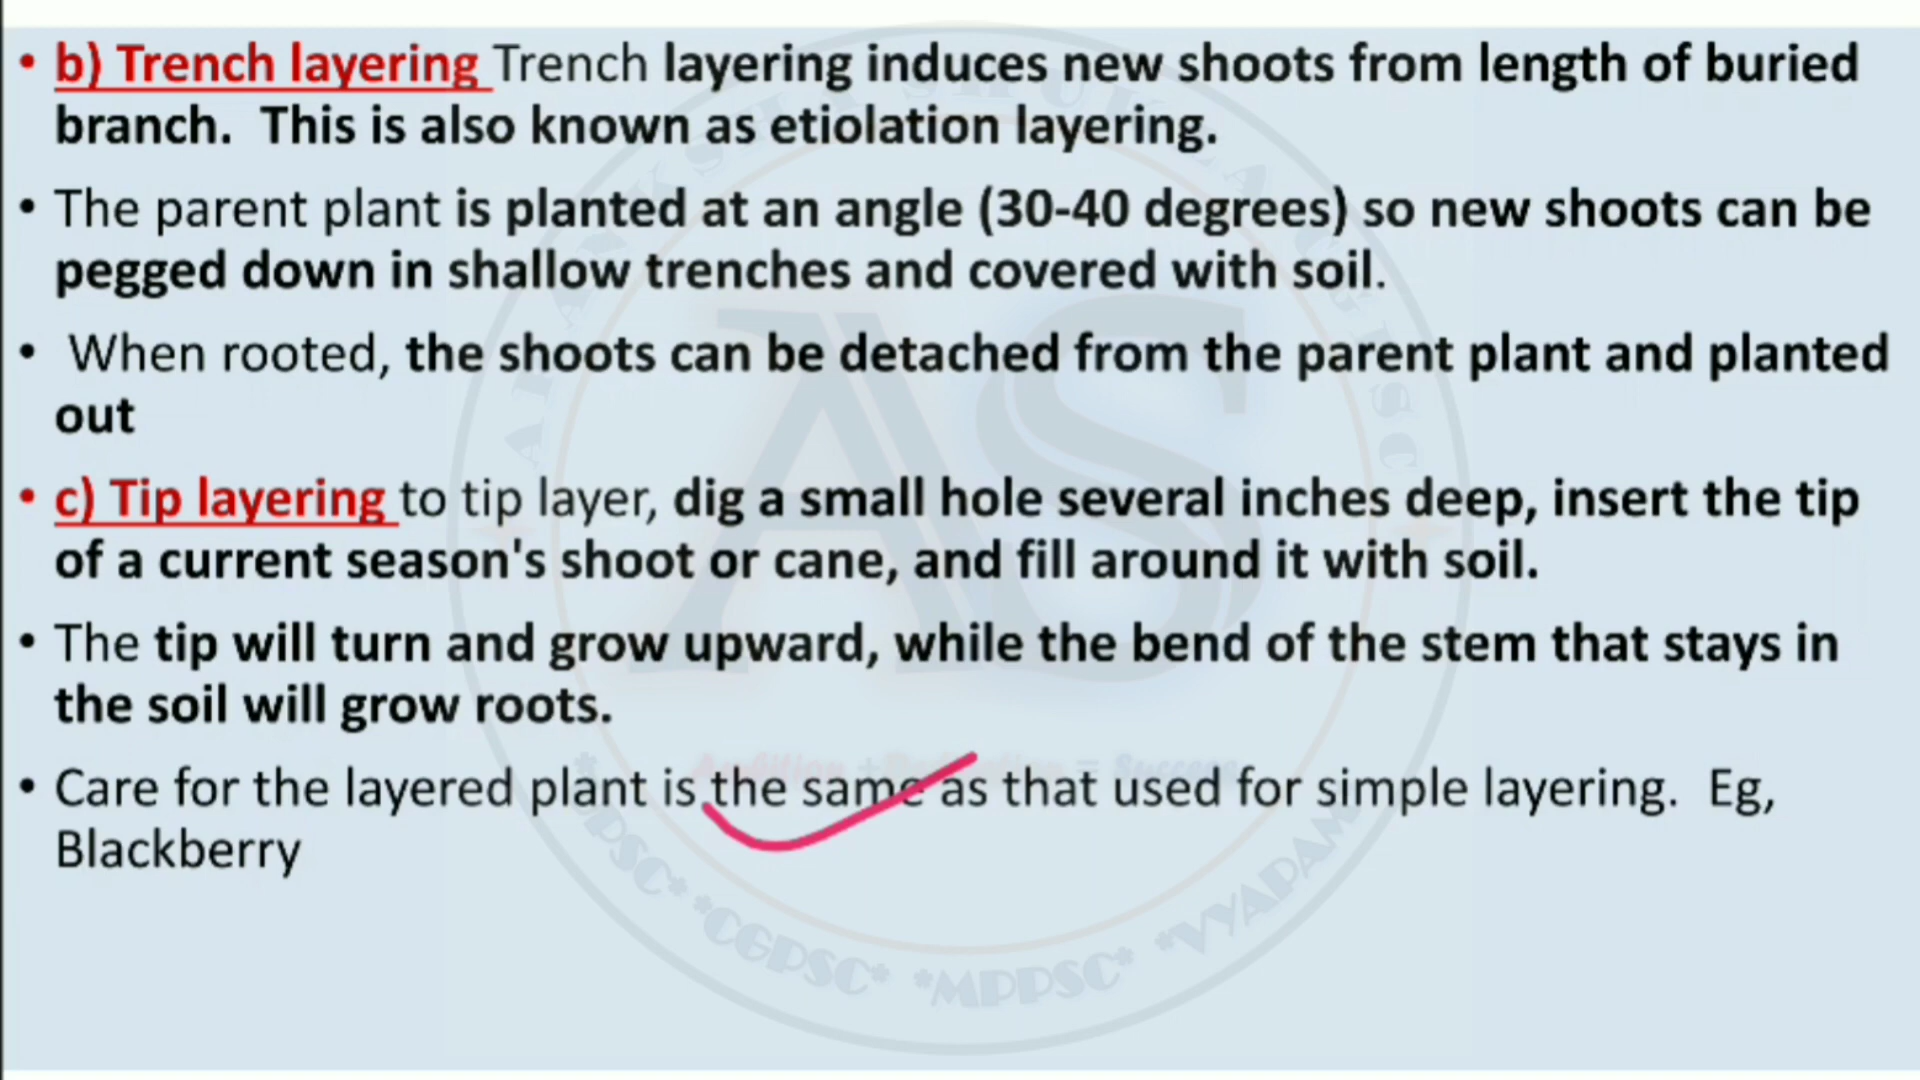 • b) Trench layering Trench layering induces new shoots from length of buried
branch. This is also known as etiolation layering.
• The parent plant is planted at an angle (30-40 degrees) so new shoots can be
pegged down in shallow trenches and covered with soil.
• When rooted, the shoots can be detached from the parent plant and planted
out
• c) Tip layering to tip layer, dig a small hole several inches deep, insert the tip
of a current season's shoot or cane, and fill around it with soil.
• The tip will turn and grow upward, while the bend of the stem that stays in
the soil will grow roots.
• Care for the layered plant is the same as that used for simple layering. Eg,
Blackberry
AS
*CGPSC* *MPPSC* *VYAPAM